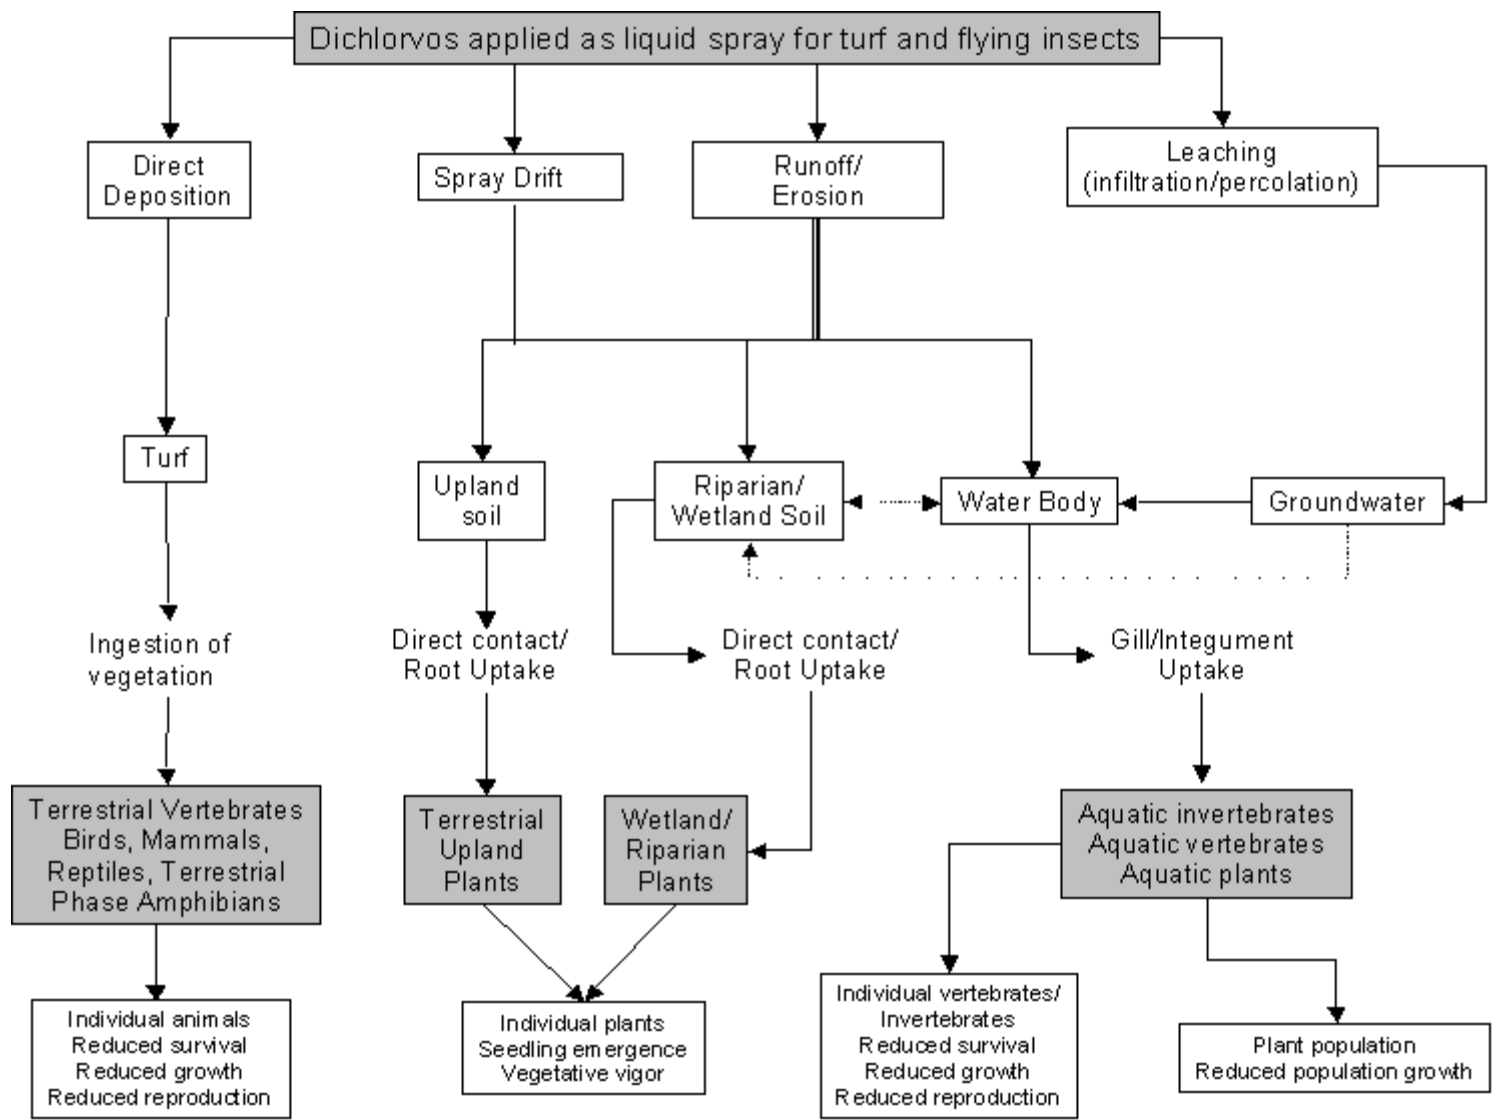 Dichlorvos applied as liquid spray for turf and flying insects
Direct
Deposition
Spray Drift
Runoff/
Erosion
Leaching
(infiltration/percolation)
Turf
Upland
soil
Riparian/
Wetland Soil
Water Body
Groundwater
Ingestion of
vegetation
Direct contact/
Root Uptake
Direct contact/
Root Uptake
Gill/Integument
Uptake
Terrestrial Vertebrates
Birds, Mammals,
Reptiles, Terrestrial
Phase Amphibians
Terrestrial
Upland
Plants
Wetland/
Riparian
Plants
Aquatic invertebrates
Aquatic vertebrates
Aquatic plants
Individual animals
Reduced survival
Reduced growth
Reduced reproduction
Individual plants
Seedling emergence
Vegetative vigor
Individual vertebrates/
Invertebrates
Reduced survival
Reduced growth
Reduced reproduction
Plant population
Reduced population growth